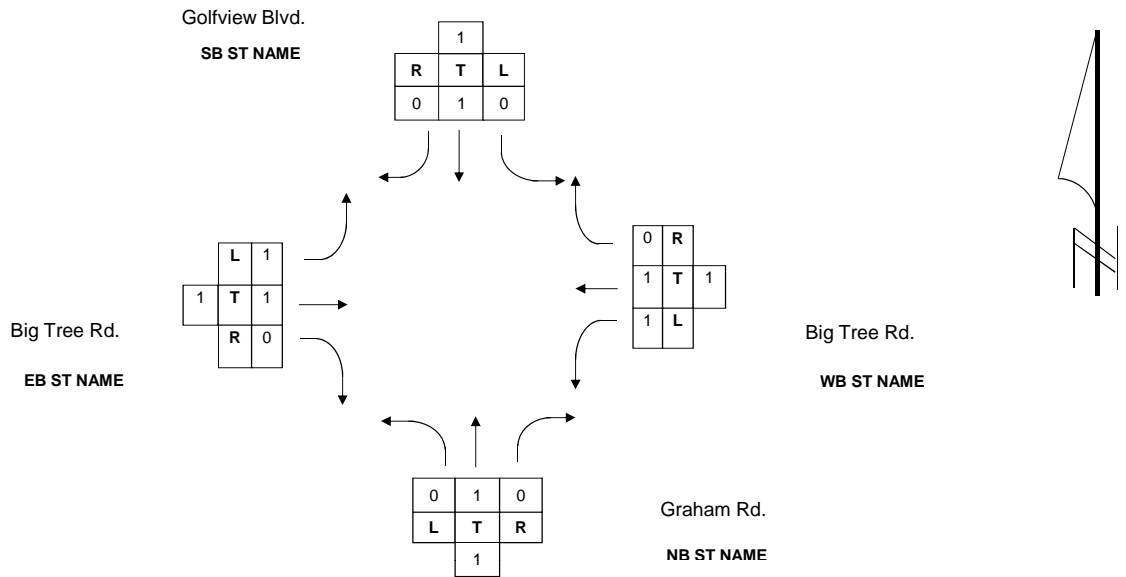 Golfview Blvd.
SB ST NAME
1
R T L
0 1 0
L 1
1 T 1
R 0
0 R
1 T 1
1 L
Big Tree Rd.
EB ST NAME
Big Tree Rd.
WB ST NAME
0 1 0
L T R
1
Graham Rd.
NB ST NAME
N